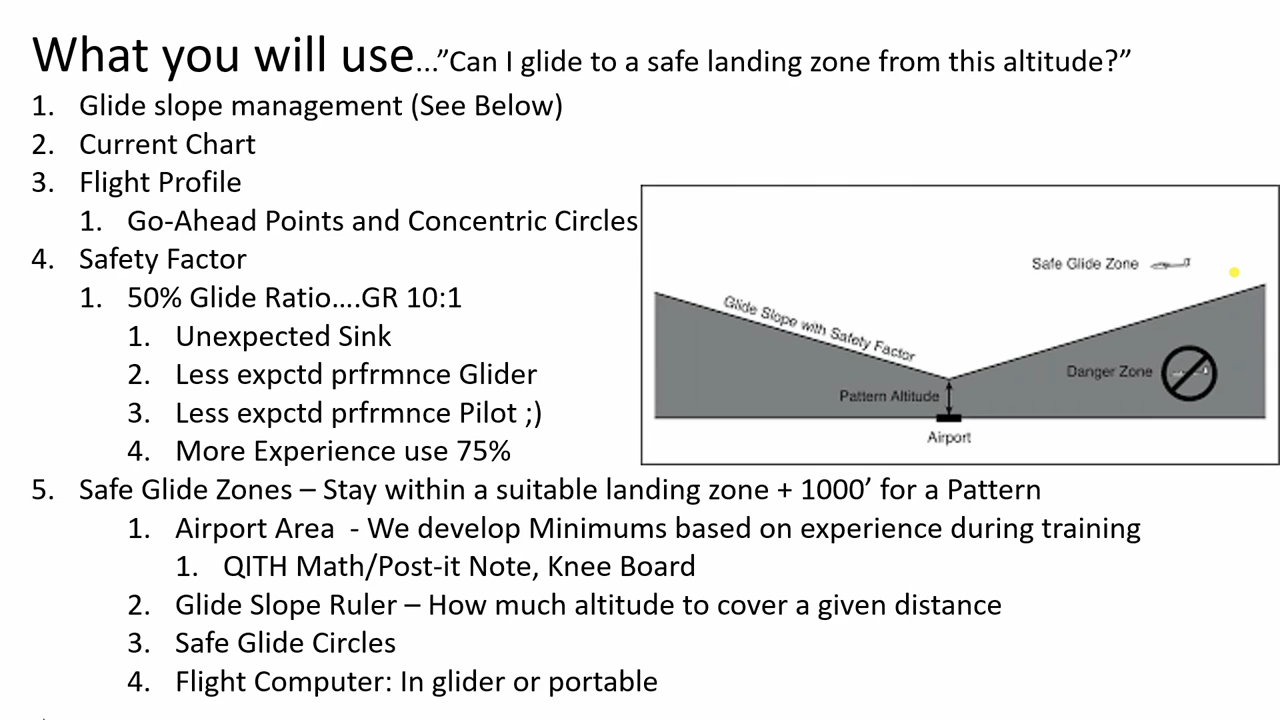 What you will use...”Can I glide to a safe landing zone from this altitude?”
1. Glide slope management (See Below)
2. Current Chart
3. Flight Profile
1. Go-Ahead Points and Concentric Circles
4. Safety Factor
1. 50% Glide Ratio....GR 10:1
1. Unexpected Sink
2. Less expctd prfrmnce Glider
3. Less expctd prfrmnce Pilot ;)
4. More Experience use 75%
Safe Glide Zone
Glide Slope with Safety Factor
Danger Zone
Pattern Altitude
Airport
5. Safe Glide Zones – Stay within a suitable landing zone + 1000’ for a Pattern
1. Airport Area - We develop Minimums based on experience during training
1. QITH Math/Post-it Note, Knee Board
2. Glide Slope Ruler – How much altitude to cover a given distance
3. Safe Glide Circles
4. Flight Computer: In glider or portable